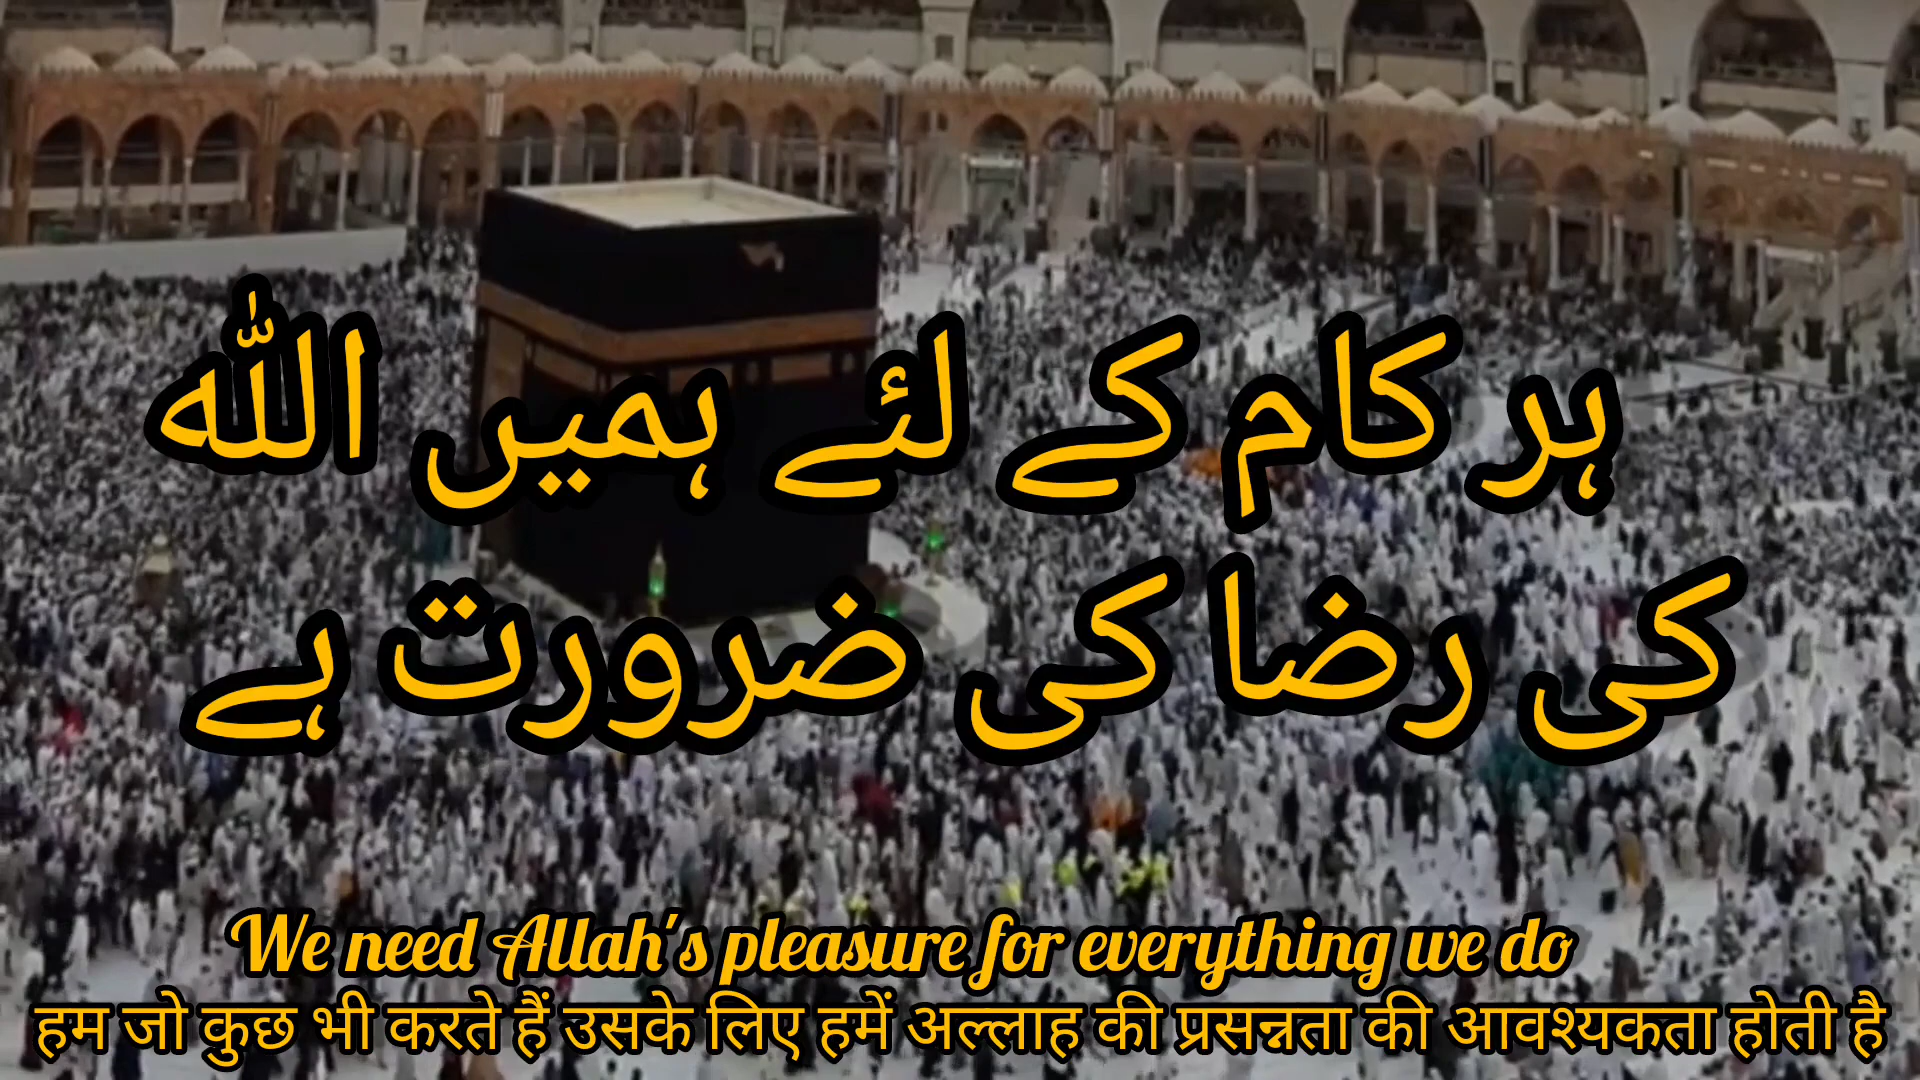 ہر کام کے لئے ہمیں اللہ
کی رضا کی ضرورت ہے
We need Allah's pleasure for everything we do
हम जो कुछ भी करते हैं उसके लिए हमें अल्लाह की प्रसन्नता की आवश्यकता होती है